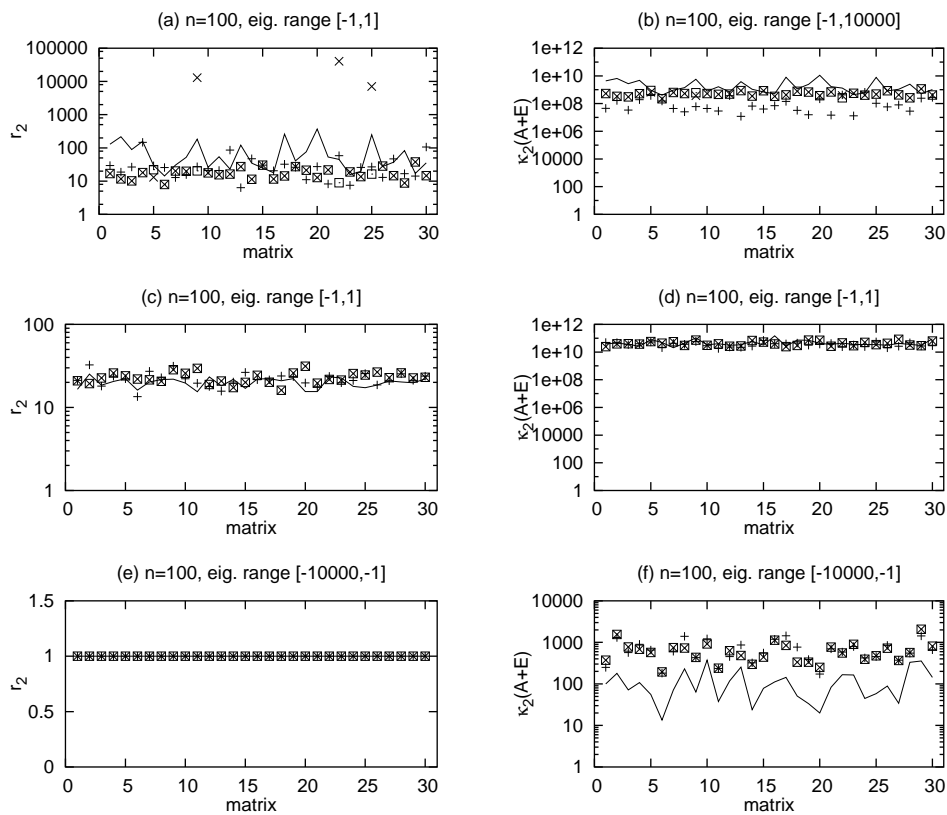 (a) n=100, eig. range [-1,1]
100000
10000
1000
100
10
1
r2
0 5 10 15 20 25 30
matrix
(b) n=100, eig. range [-1,10000]
1e+12
1e+10
1e+08
1e+06
10000
100
1
κ2(A+E)
0 5 10 15 20 25 30
matrix
(c) n=100, eig. range [-1,1]
100
10
1
r2
0 5 10 15 20 25 30
matrix
(d) n=100, eig. range [-1,1]
1e+12
1e+10
1e+08
1e+06
10000
100
1
κ2(A+E)
0 5 10 15 20 25 30
matrix
(e) n=100, eig. range [-10000,-1]
1.5
1
0.5
0
r2
0 5 10 15 20 25 30
matrix
(f) n=100, eig. range [-10000,-1]
10000
1000
100
10
1
κ2(A+E)
0 5 10 15 20 25 30
matrix